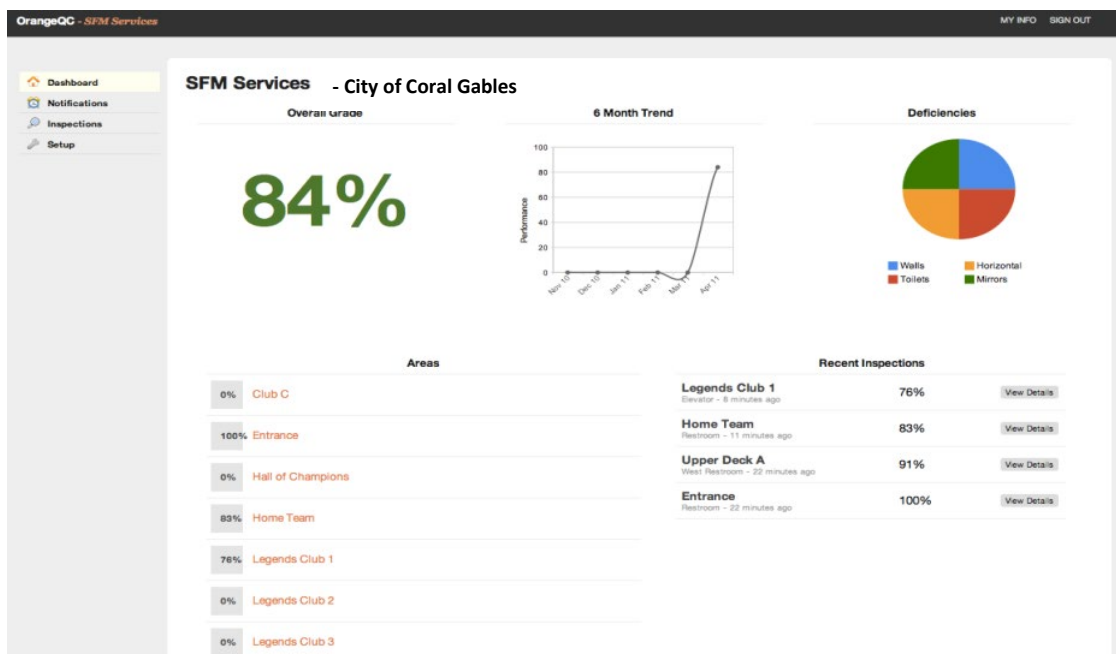 OrangeQC - SFM Services
MY INFO SIGN OUT
Dashboard
Notifications
Inspections
Setup
SFM Services - City of Coral Gables
Overall Grade
84%
6 Month Trend
100
80
60
40
20
0
Performance
Nov 10
Dec 10
Jan 11
Feb 11
Mar 11
Apr 11
Deficiencies
Walls
Horizontal
Toilets
Mirrors
Areas
0% Club C
100% Entrance
0% Hall of Champions
83% Home Team
76% Legends Club 1
0% Legends Club 2
0% Legends Club 3
Recent Inspections
Legends Club 1 76% View Details
Elevator - 8 minutes ago
Home Team 83% View Details
Restroom - 11 minutes ago
Upper Deck A 91% View Details
West Restroom - 22 minutes ago
Entrance 100% View Details
Restroom - 22 minutes ago